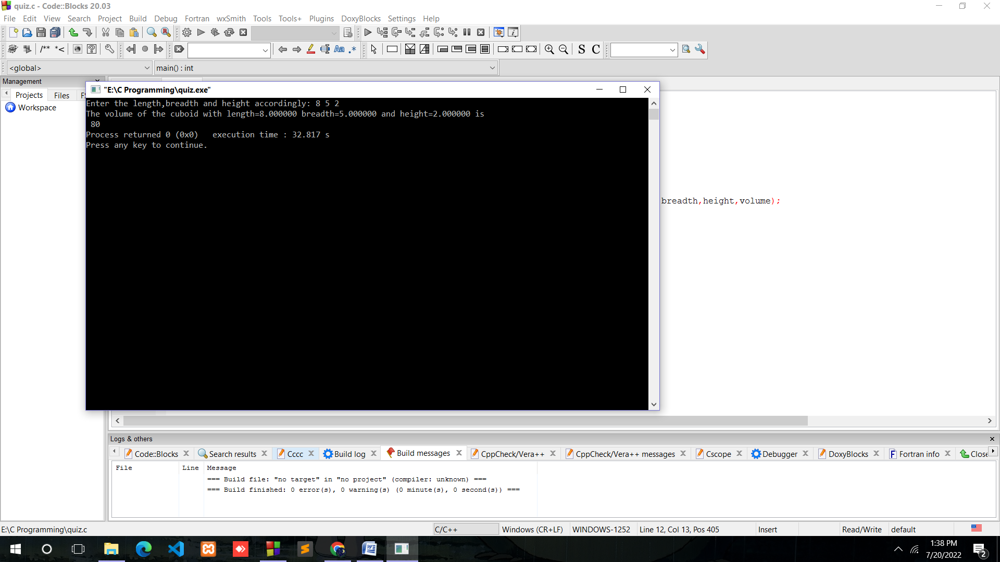 quiz.c - Code::Blocks 20.03
File Edit View Search Project Build Debug Fortran wxSmith Tools Tools+ Plugins DoxyBlocks Settings Help
/** *< S C
<global> main() : int
Management
Projects Files
Workspace
"E:\C Programming\quiz.exe"
Enter the length,breadth and height accordingly: 8 5 2
The volume of the cuboid with length=8.000000 breadth=5.000000 and height=2.000000 is
80
Process returned 0 (0x0) execution time : 32.817 s
Press any key to continue.
breadth,height,volume);
Logs & others
Code::Blocks Search results Cccc Build log Build messages CppCheck/Vera++ CppCheck/Vera++ messages Cscope Debugger DoxyBlocks Fortran info Close
File Line Message
=== Build file: "no target" in "no project" (compiler: unknown) ===
=== Build finished: 0 error(s), 0 warning(s) (0 minute(s), 0 second(s)) ===
E:\C Programming\quiz.c C/C++ Windows (CR+LF) WINDOWS-1252 Line 12, Col 13, Pos 405 Insert Read/Write default
1:38 PM
7/20/2022
2